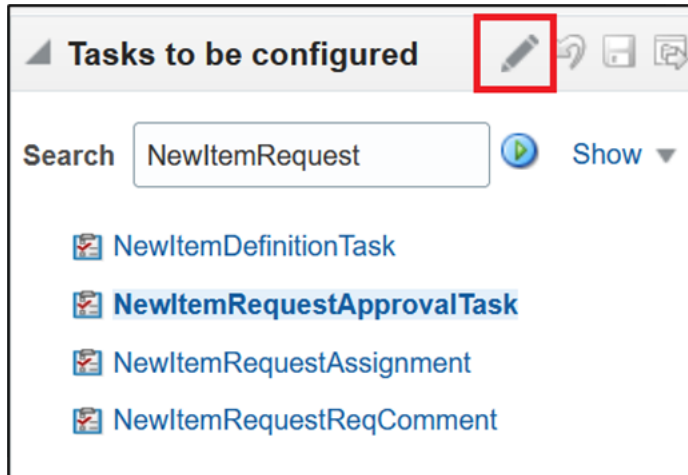 Tasks to be configured
Search NewItemRequest Show
NewItemDefinitionTask
NewItemRequestApprovalTask
NewItemRequestAssignment
NewItemRequestReqComment